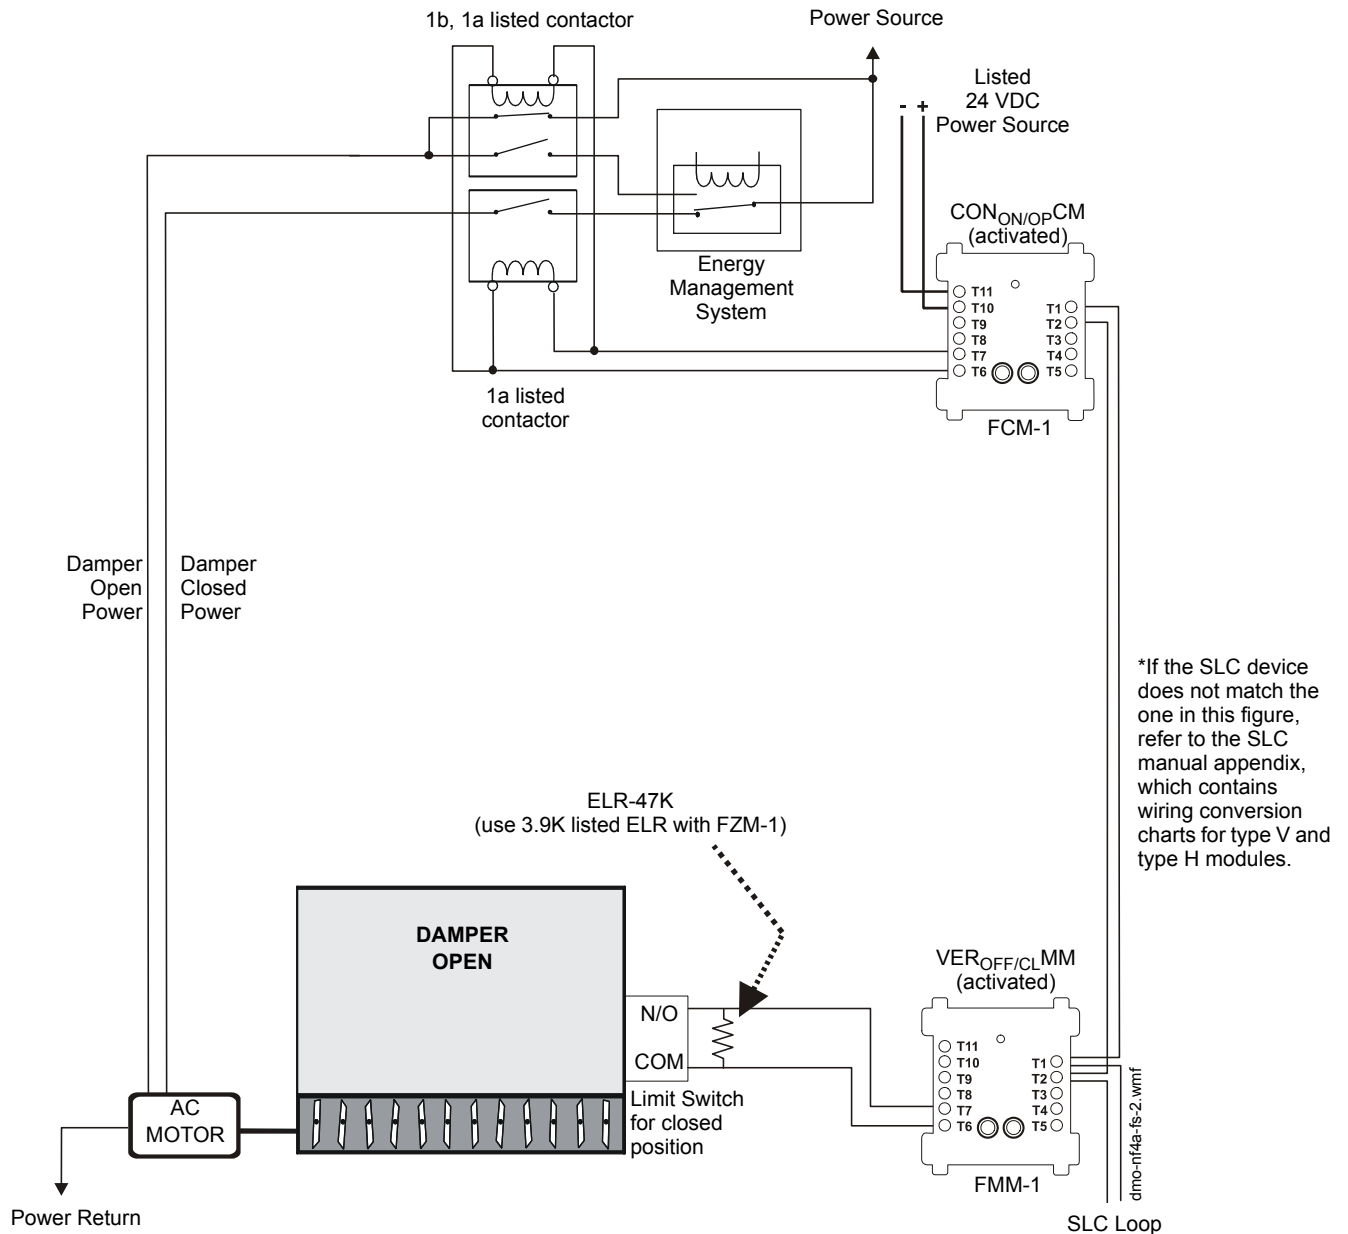 1b, 1a listed contactor
Power Source
Listed
24 VDC
Power Source
- +
CONON/OPCM
(activated)
T11
T10
T9
T8
T7
T6
T1
T2
T3
T4
T5
FCM-1
Energy
Management
System
1a listed
contactor
Damper
Open
Power
Damper
Closed
Power
*If the SLC device
does not match the
one in this figure,
refer to the SLC
manual appendix,
which contains
wiring conversion
charts for type V and
type H modules.
ELR-47K
(use 3.9K listed ELR with FZM-1)
DAMPER
OPEN
N/O
COM
Limit Switch
for closed
position
AC
MOTOR
Power Return
VEROFF/CLMM
(activated)
T11
T10
T9
T8
T7
T6
T1
T2
T3
T4
T5
FMM-1
dmo-nf4a-fs-2.wmf
SLC Loop